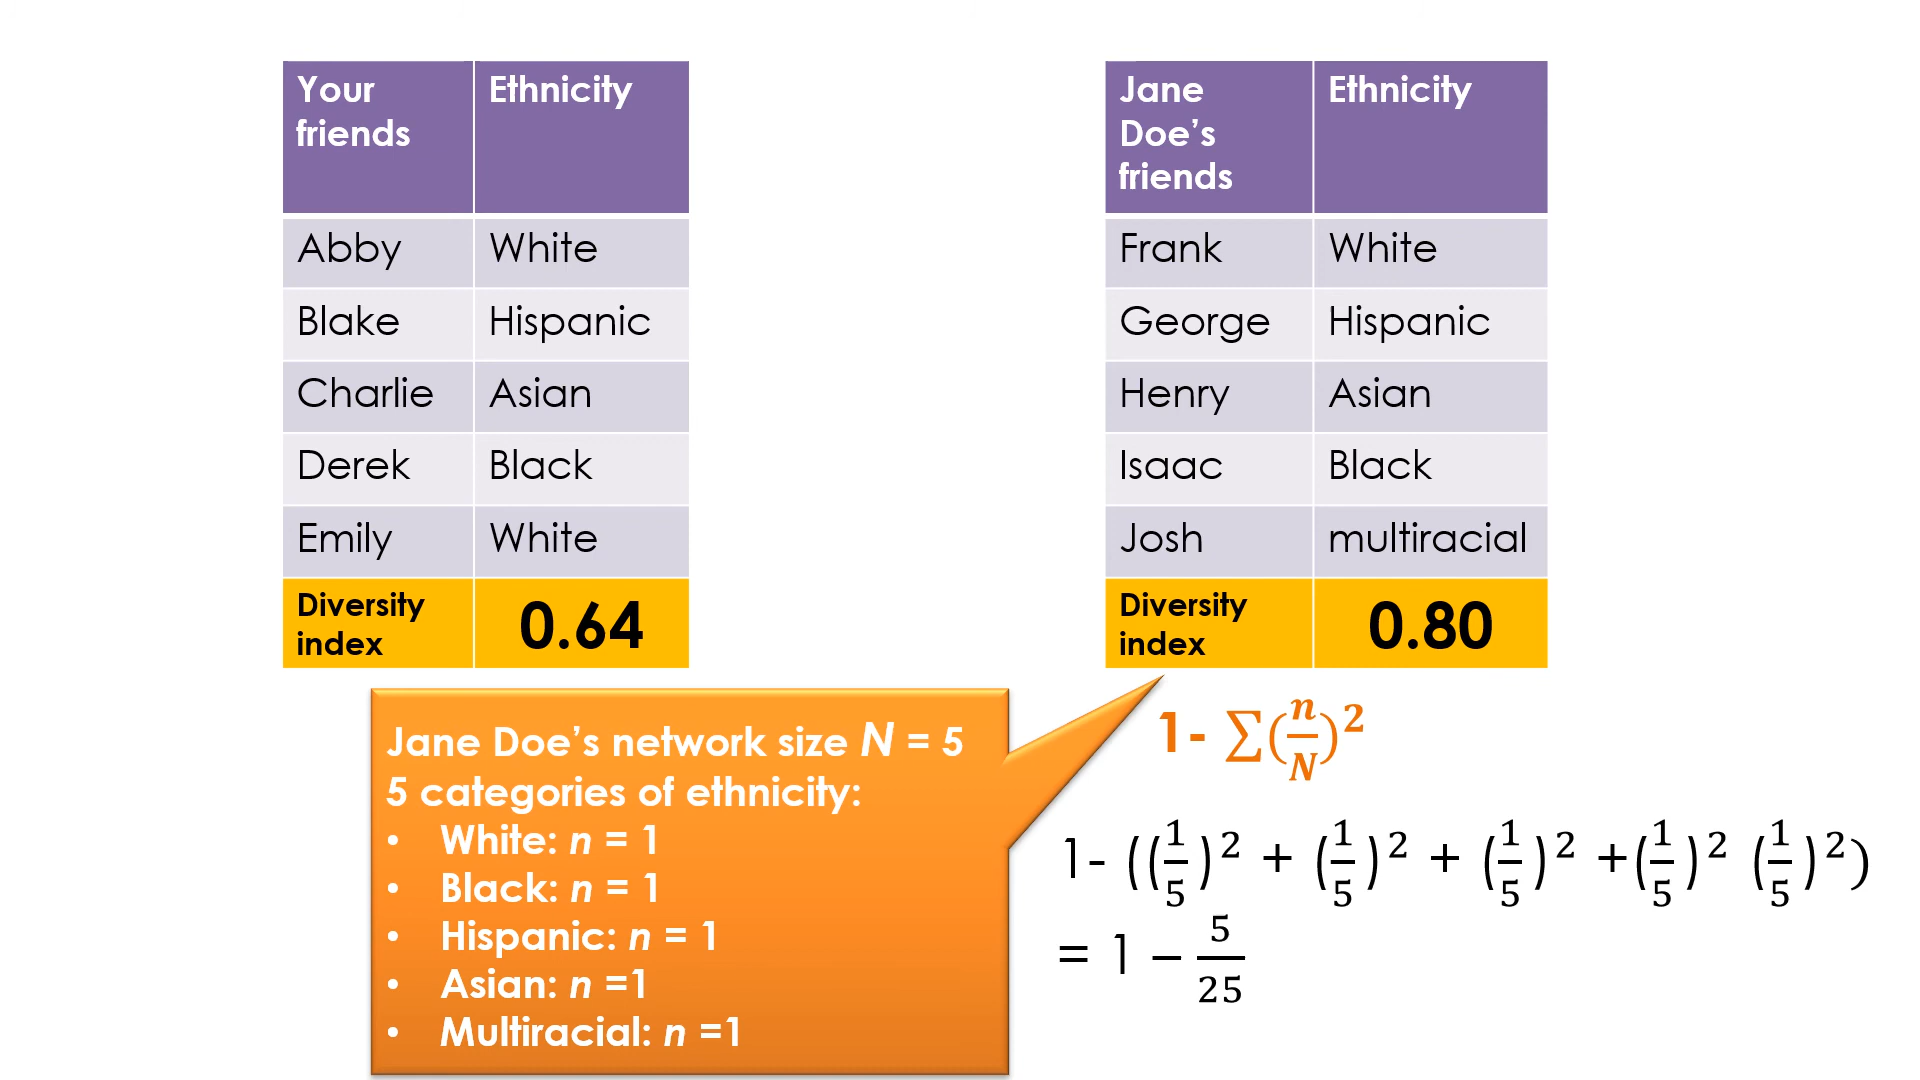 Your friends Ethnicity
Abby White
Blake Hispanic
Charlie Asian
Derek Black
Emily White
Diversity index 0.64
Jane Doe’s friends Ethnicity
Frank White
George Hispanic
Henry Asian
Isaac Black
Josh multiracial
Diversity index 0.80
Jane Doe’s network size N = 5
5 categories of ethnicity:
• White: n = 1
• Black: n = 1
• Hispanic: n = 1
• Asian: n =1
• Multiracial: n =1
1- ∑(n/N)²
1- ((1/5)² + (1/5)² + (1/5)² +(1/5)² (1/5)²)
= 1 − 5/25